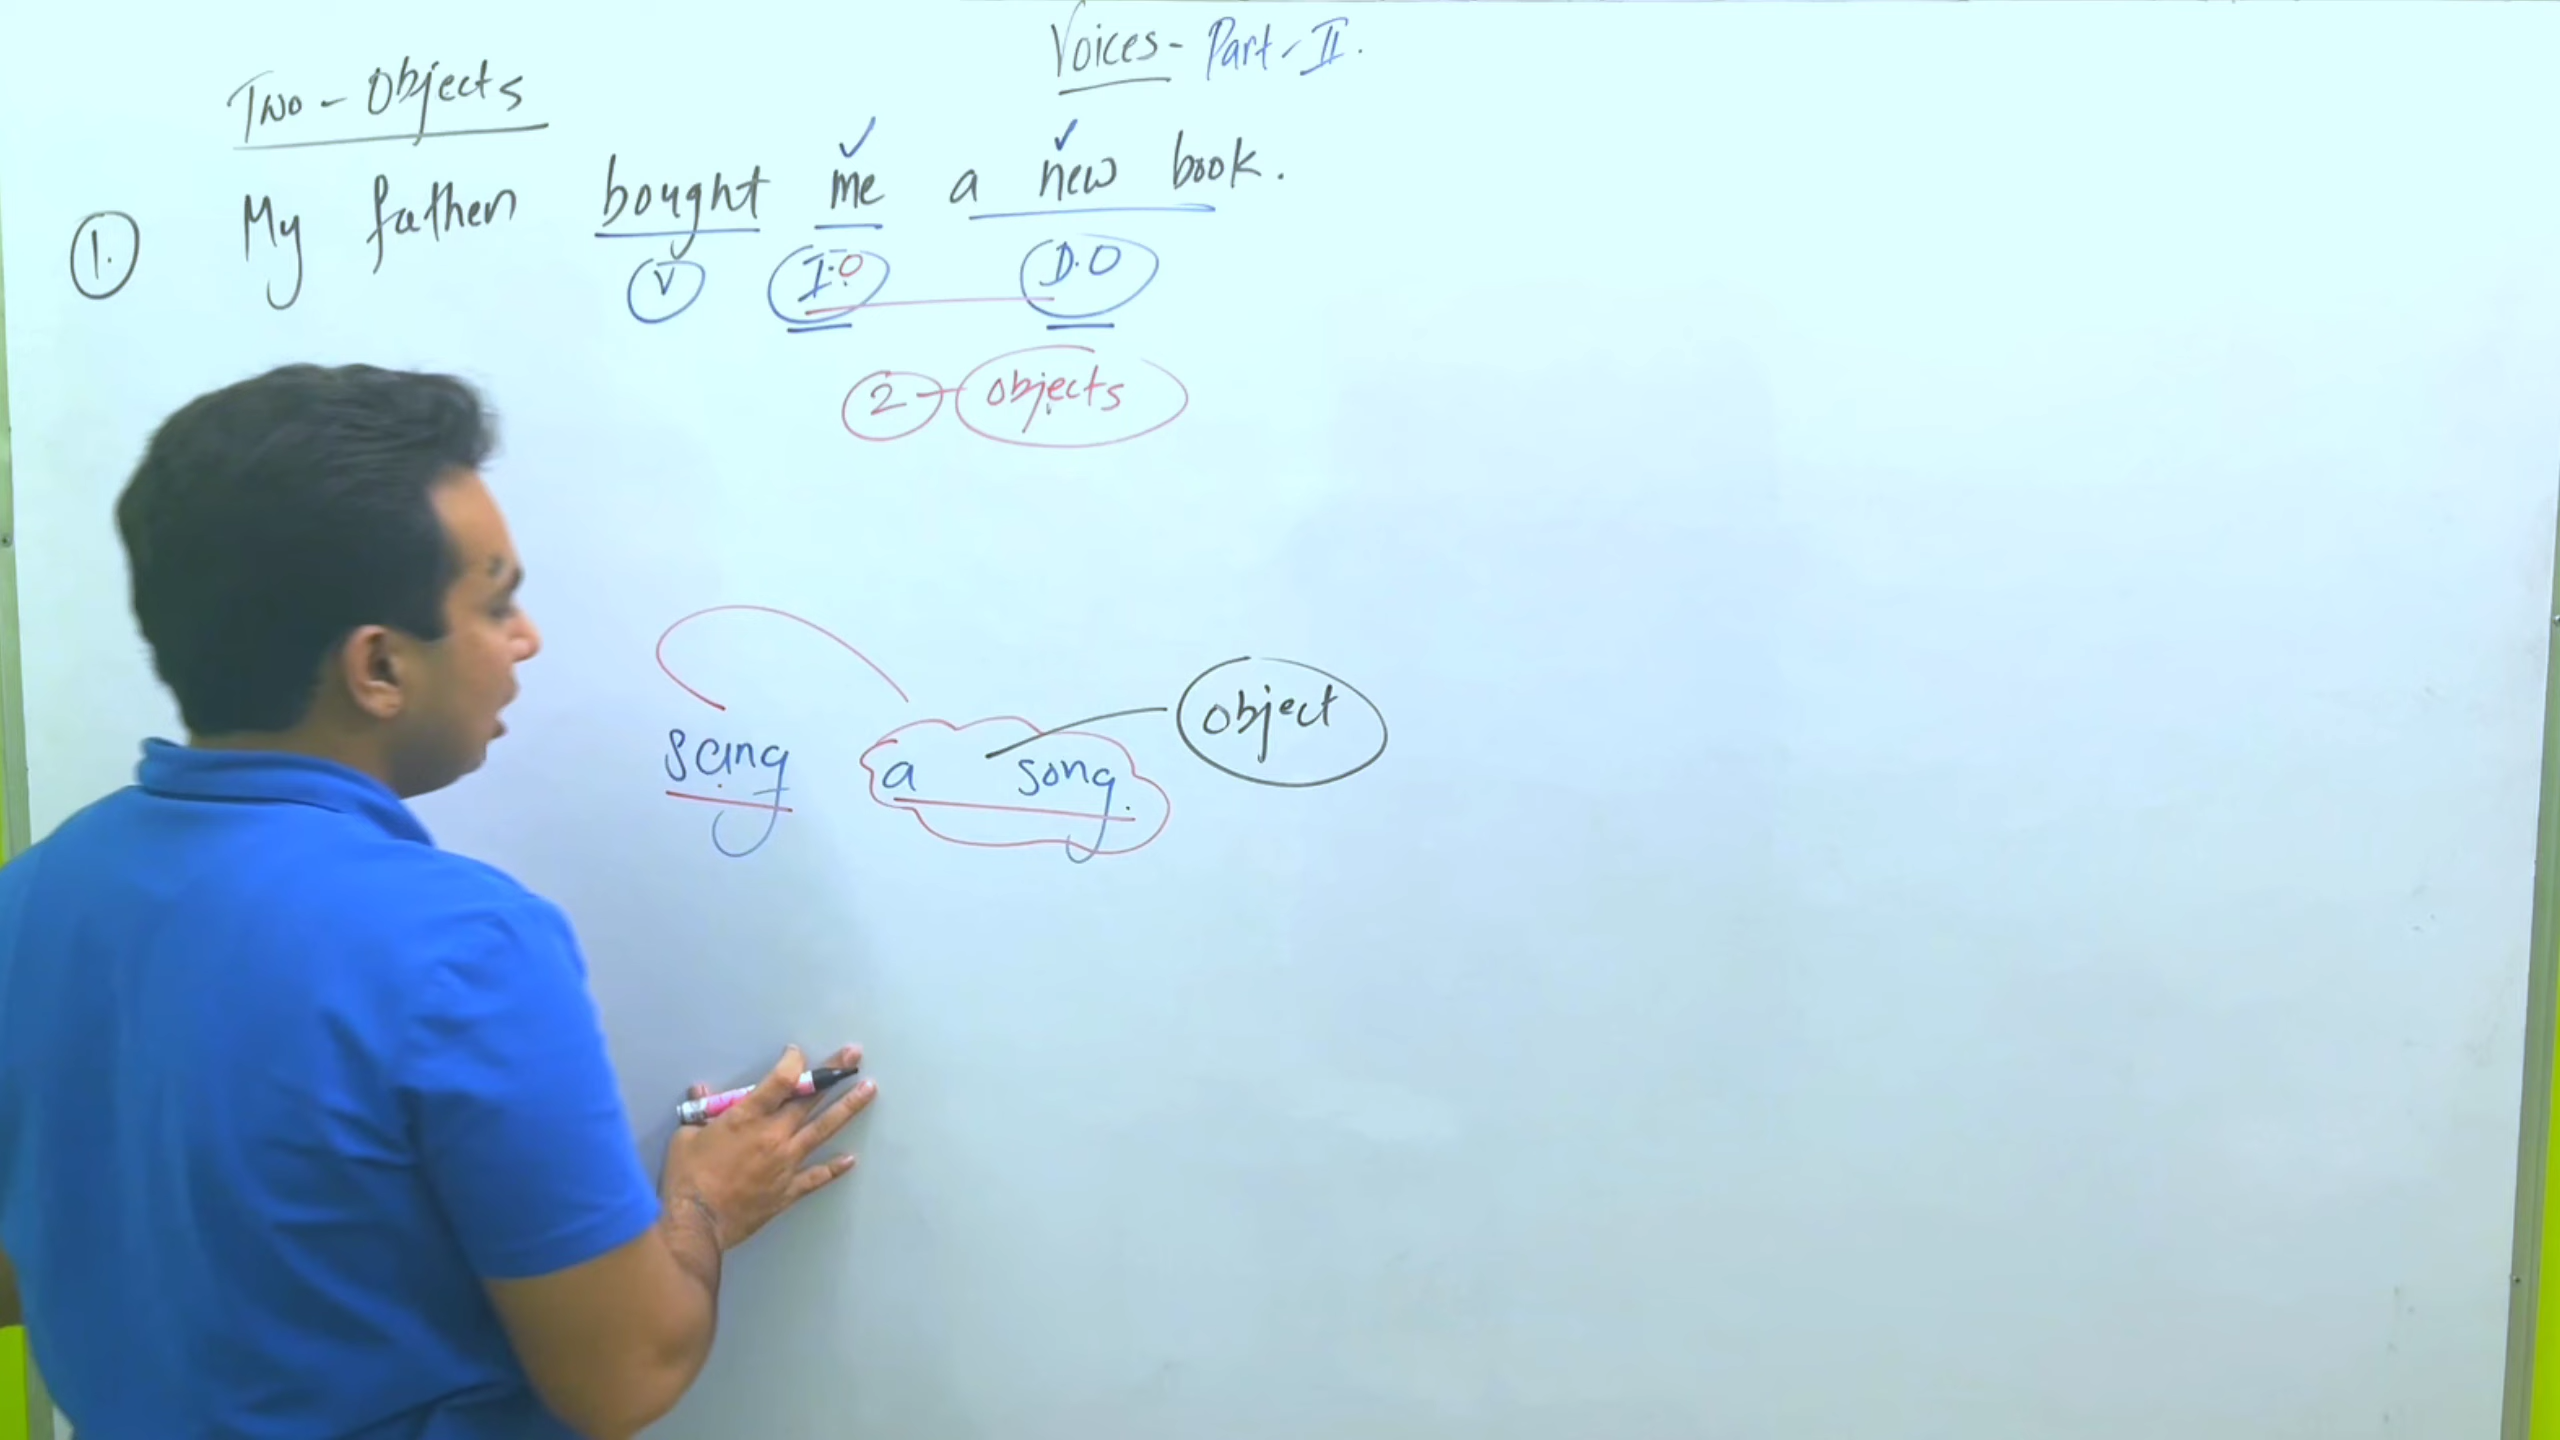 Voices - Part - II.
Two - Objects
1. My father bought me a new book.
V I.O D.O
2 objects
object
sang a song.